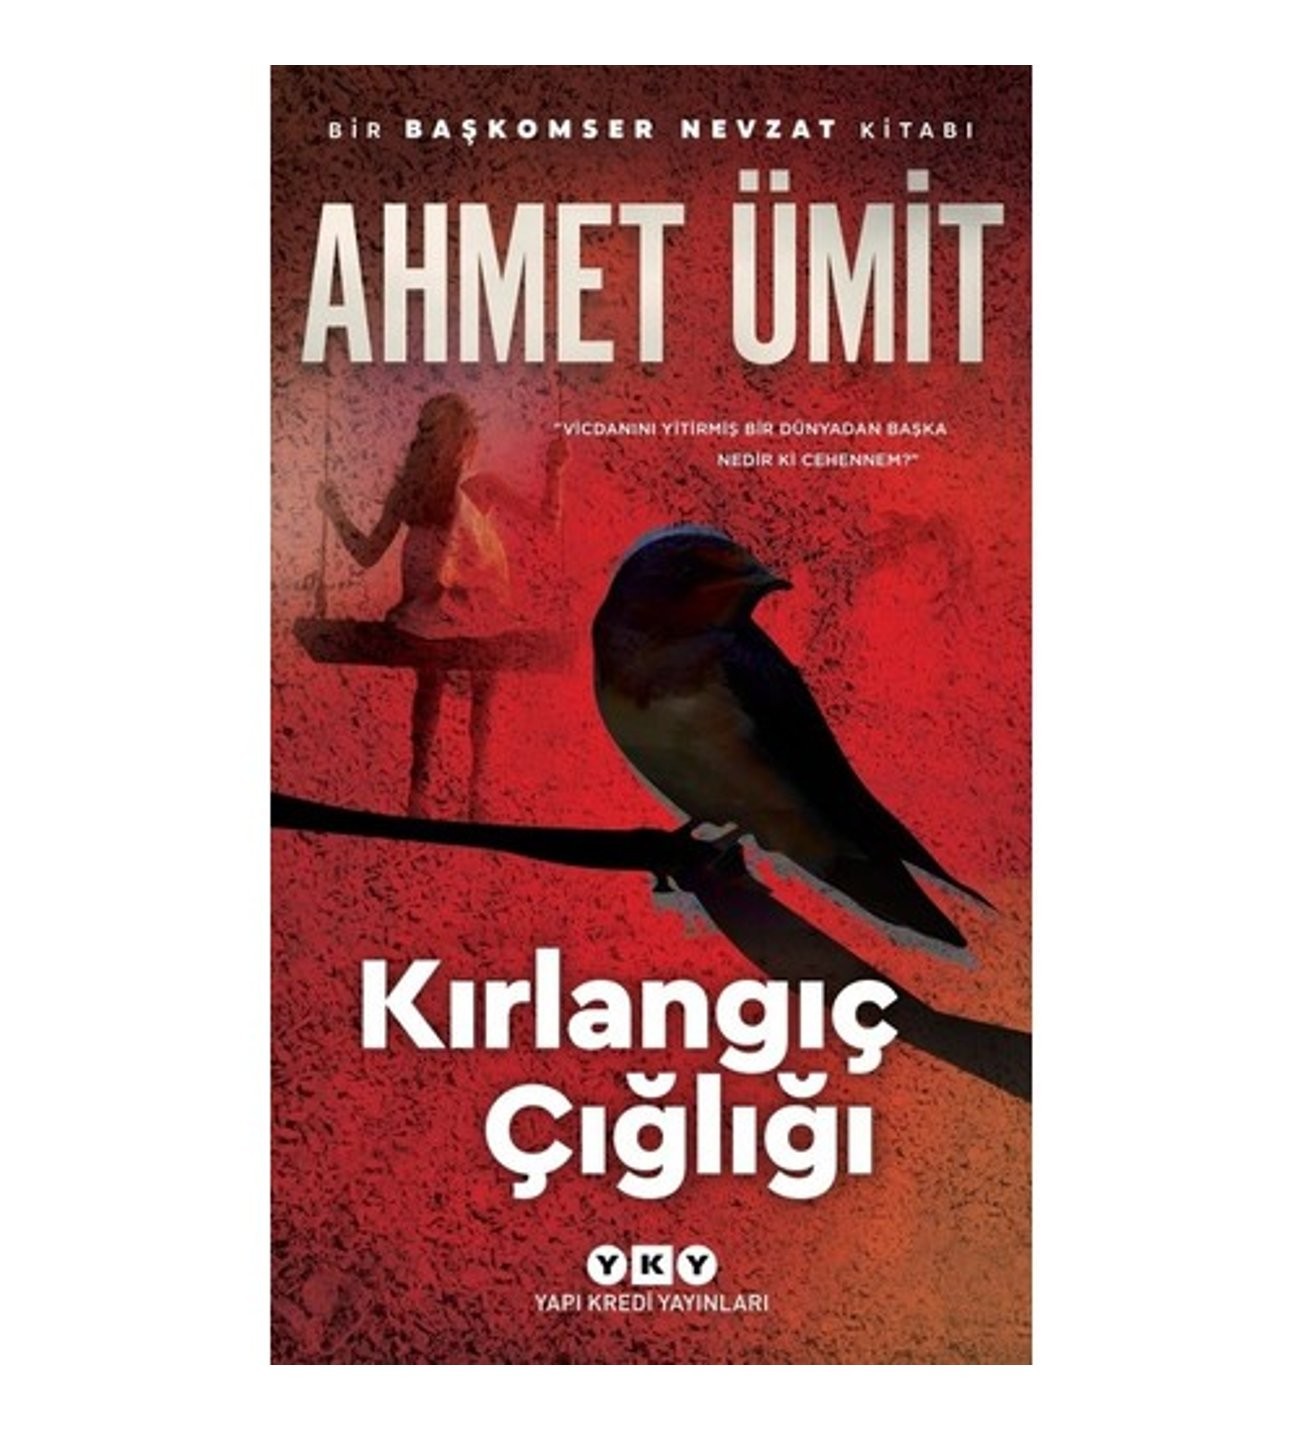 BİR BAŞKOMSER NEVZAT KİTABI
AHMET ÜMİT
"VİCDANINI YİTİRMİŞ BİR DÜNYADAN BAŞKA
NEDİR Kİ CEHENNEM?"
Kırlangıç
Çığlığı
YKY
YAPI KREDİ YAYINLARI